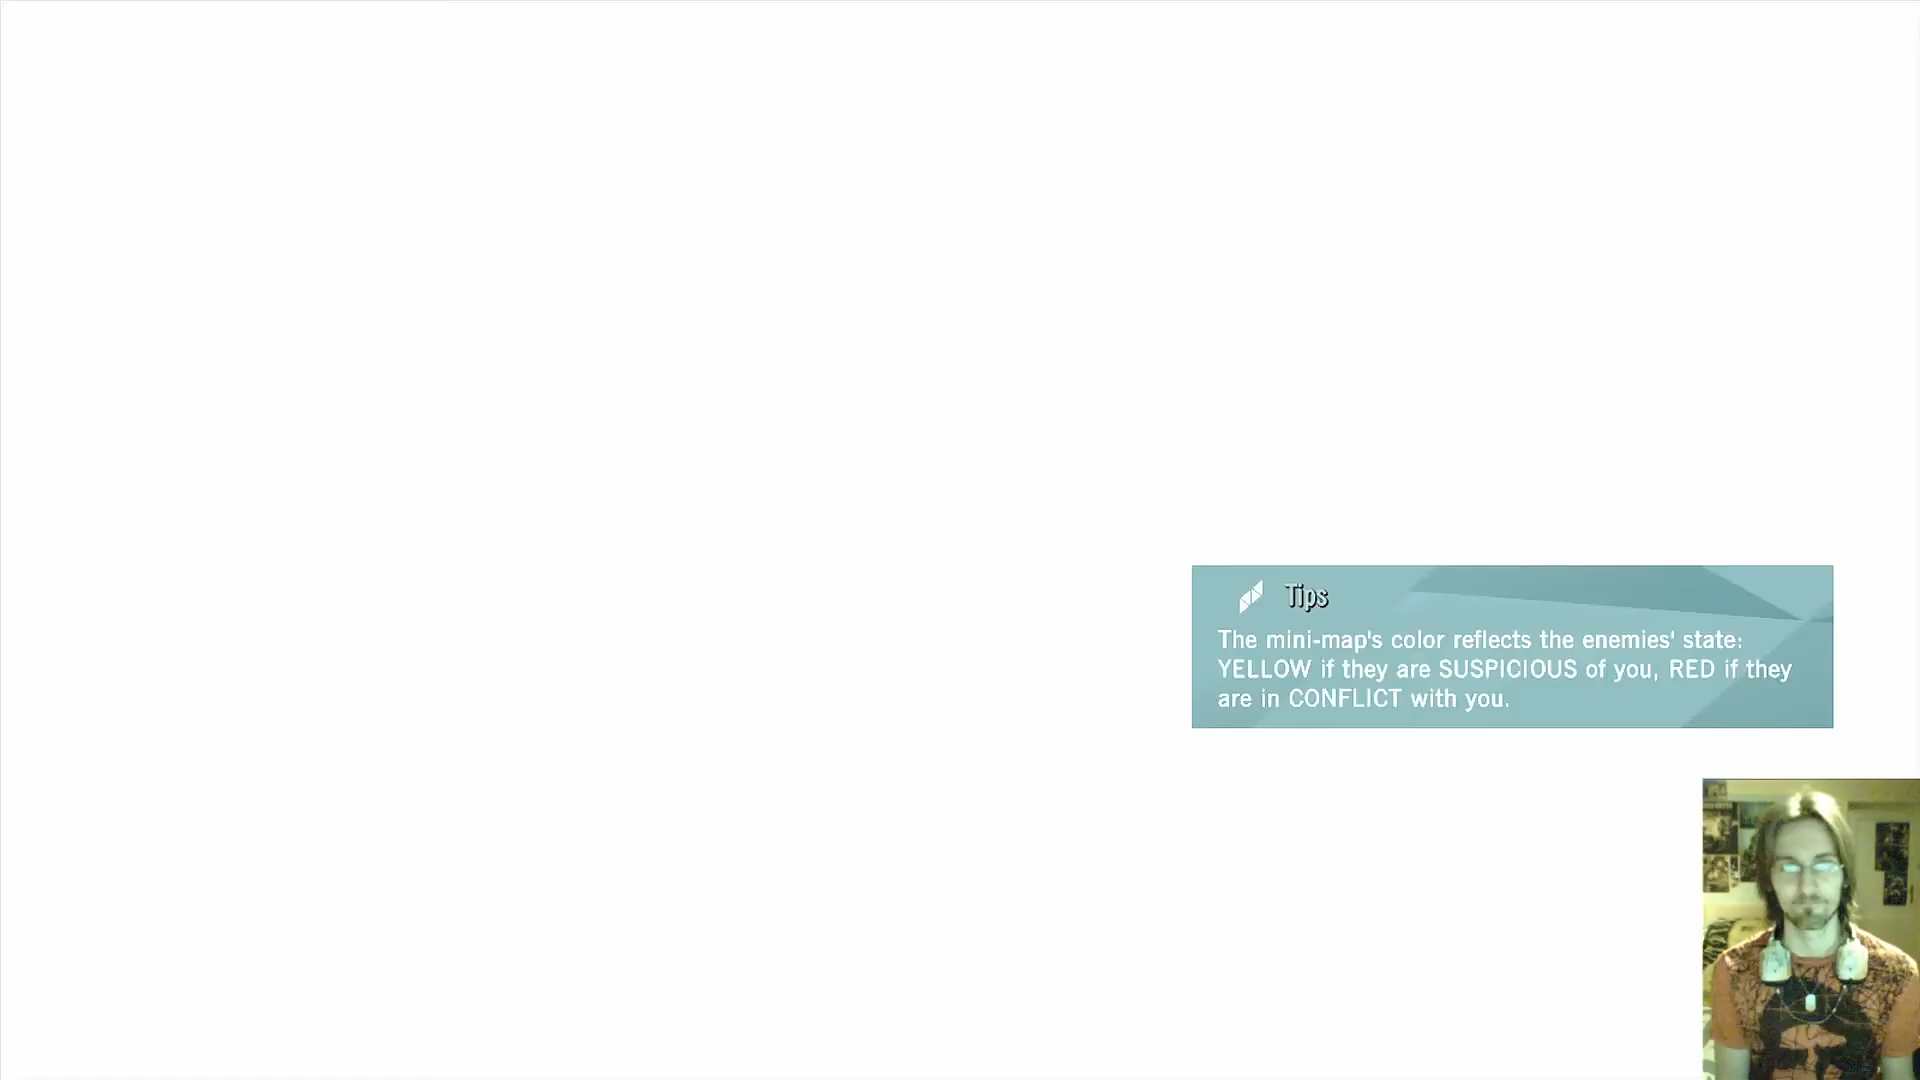 Tips
The mini-map's color reflects the enemies' state:
YELLOW if they are SUSPICIOUS of you, RED if they
are in CONFLICT with you.